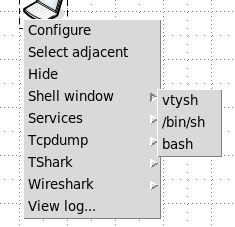 Configure
Select adjacent
Hide
Shell window
Services
Tcpdump
TShark
Wireshark
View log...
vtysh
/bin/sh
bash